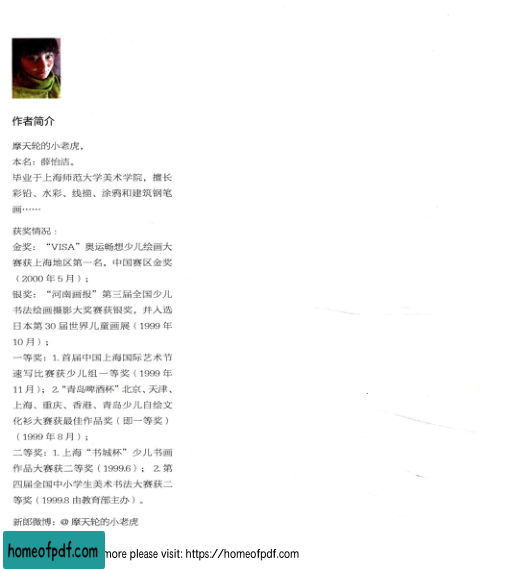 作者简介
摩天轮的小老虎。
本名：薛怡洁。
毕业于上海师范大学美术学院，擅长
彩铅、水彩、线描、涂鸦和建筑钢笔
画……
获奖情况：
金奖：“VISA”奥运畅想少儿绘画大
赛获上海地区第一名，中国赛区金奖
（2000 年 5 月）；
银奖：“河南画报”第三届全国少儿
书法绘画摄影大奖赛获银奖，并入选
日本第 30 届世界儿童画展（1999 年
10 月）；
一等奖：1. 首届中国上海国际艺术节
速写比赛获少儿组一等奖（1999 年
11 月）；2.“青岛啤酒杯”北京、天津、
上海、重庆、香港、青岛少儿自绘文
化衫大赛获最佳作品奖（即一等奖）
（1999 年 8 月）；
二等奖：1. 上海“书城杯”少儿书画
作品大赛获二等奖（1999.6）；2. 第
四届全国中小学生美术书法大赛获二
等奖（1999.8 由教育部主办）。
新郎微博：@ 摩天轮的小老虎
homeofpdf.com more please visit: https://homeofpdf.com